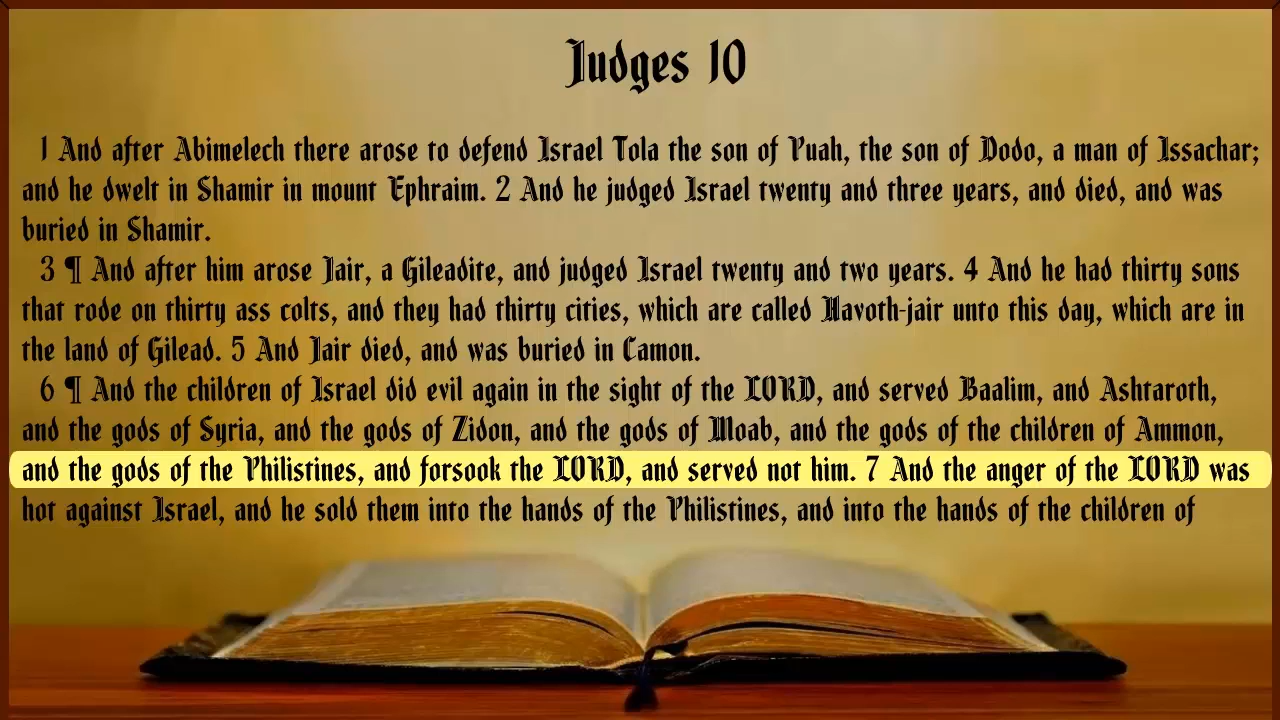 Judges 10
1 And after Abimelech there arose to defend Israel Tola the son of Puah, the son of Dodo, a man of Issachar;
and he dwelt in Shamir in mount Ephraim. 2 And he judged Israel twenty and three years, and died, and was
buried in Shamir.
3 ¶ And after him arose Jair, a Gileadite, and judged Israel twenty and two years. 4 And he had thirty sons
that rode on thirty ass colts, and they had thirty cities, which are called Havoth-jair unto this day, which are in
the land of Gilead. 5 And Jair died, and was buried in Camon.
6 ¶ And the children of Israel did evil again in the sight of the LORD, and served Baalim, and Ashtaroth,
and the gods of Syria, and the gods of Zidon, and the gods of Moab, and the gods of the children of Ammon,
and the gods of the Philistines, and forsook the LORD, and served not him. 7 And the anger of the LORD was
hot against Israel, and he sold them into the hands of the Philistines, and into the hands of the children of